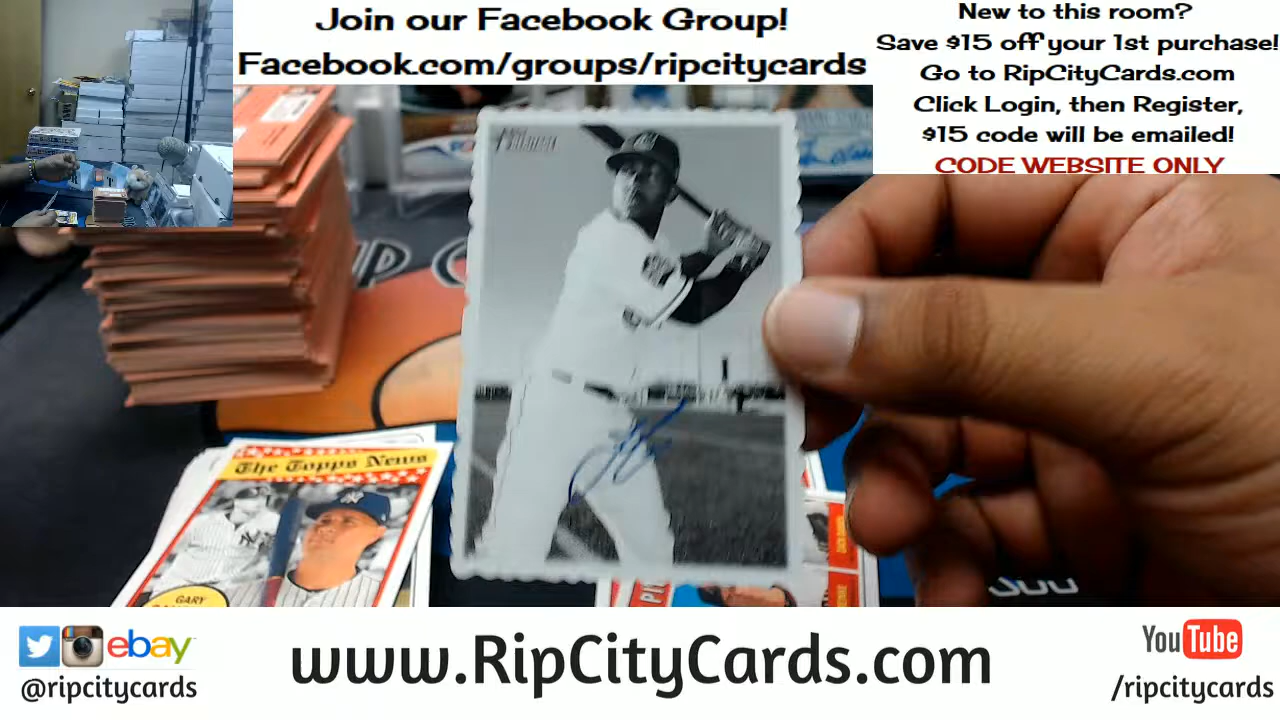 Join our Facebook Group!
Facebook.com/groups/ripcitycards
New to this room?
Save $15 off your 1st purchase!
Go to RipCityCards.com
Click Login, then Register,
$15 code will be emailed!
CODE WEBSITE ONLY
Heritage
The Topps News
GARY
ebay
@ripcitycards
www.RipCityCards.com
YouTube
/ripcitycards